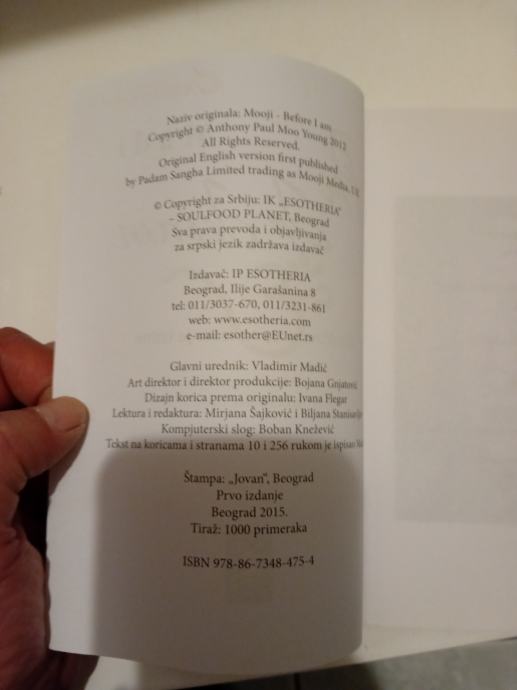 Naziv originala: Mooji - Before I am
Copyright © Anthony Paul Moo Young 2012
All Rights Reserved.
Original English version first published
by Padam Sangha Limited trading as Mooji Media, UK
© Copyright za Srbiju: IK „ESOTHERIA"
– SOULFOOD PLANET, Beograd
Sva prava prevoda i objavljivanja
za srpski jezik zadržava izdavač
Izdavač: IP ESOTHERIA
Beograd, Ilije Garašanina 8
tel: 011/3037-670, 011/3231-861
web: www.esotheria.com
e-mail: esother@EUnet.rs
Glavni urednik: Vladimir Madić
Art direktor i direktor produkcije: Bojana Gnjatović
Dizajn korica prema originalu: Ivana Flegar
Lektura i redaktura: Mirjana Šajković i Biljana
Kompjuterski slog: Boban Knežević
Tekst na koricama i stranama 10 i 256 rukom je ispisao
Štampa: „Jovan", Beograd
Prvo izdanje
Beograd 2015.
Tiraž: 1000 primeraka
ISBN 978-86-7348-475-4